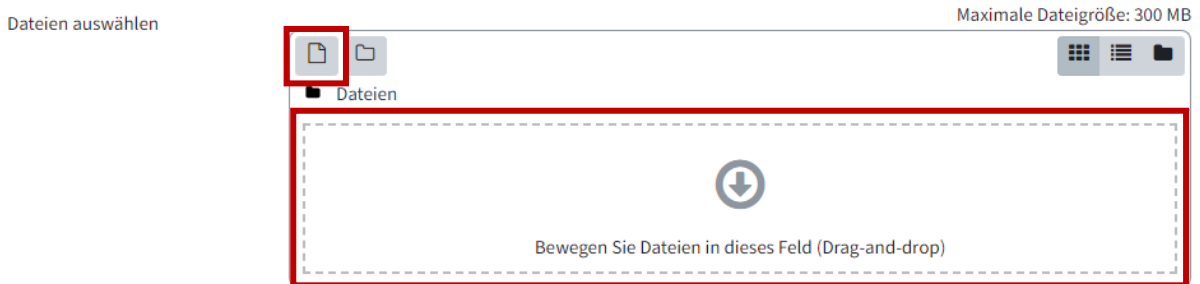 Dateien auswählen
Maximale Dateigröße: 300 MB
Dateien
Bewegen Sie Dateien in dieses Feld (Drag-and-drop)